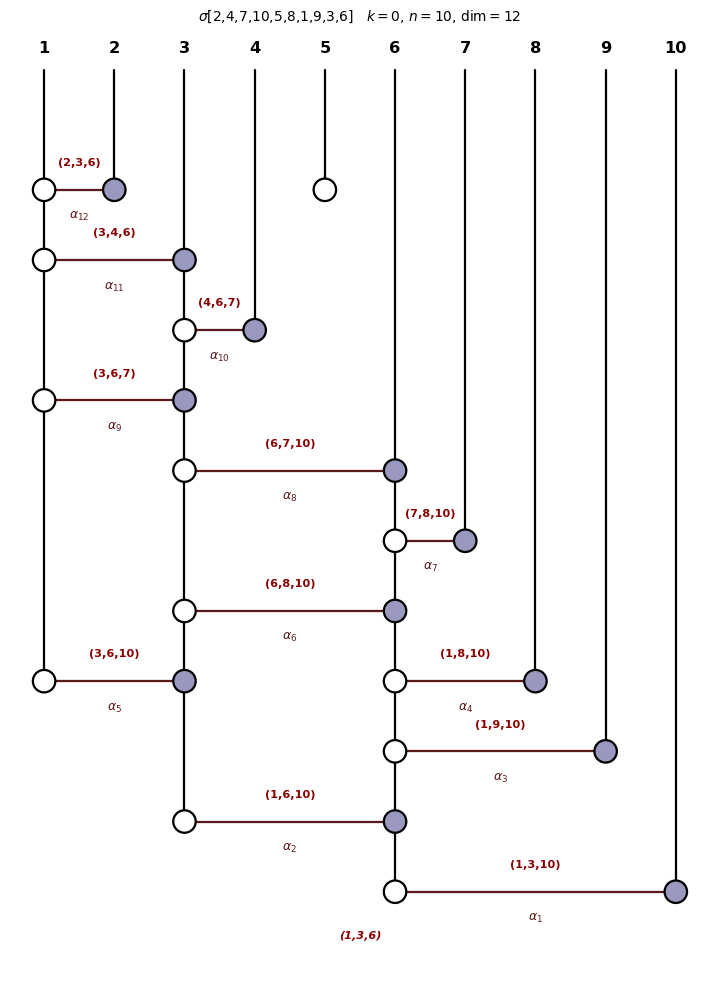 σ[2,4,7,10,5,8,1,9,3,6] k = 0, n = 10, dim = 12
1 2 3 4 5 6 7 8 9 10
(2,3,6)
α12
(3,4,6)
α11
(4,6,7)
α10
(3,6,7)
α9
(6,7,10)
α8
(7,8,10)
α7
(6,8,10)
α6
(3,6,10) (1,8,10)
α5 α4
(1,9,10)
α3
(1,6,10)
α2
(1,3,10)
α1
(1,3,6)